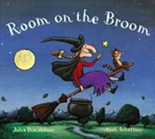 Room on the Broom
Julia Donaldson Axel Scheffler